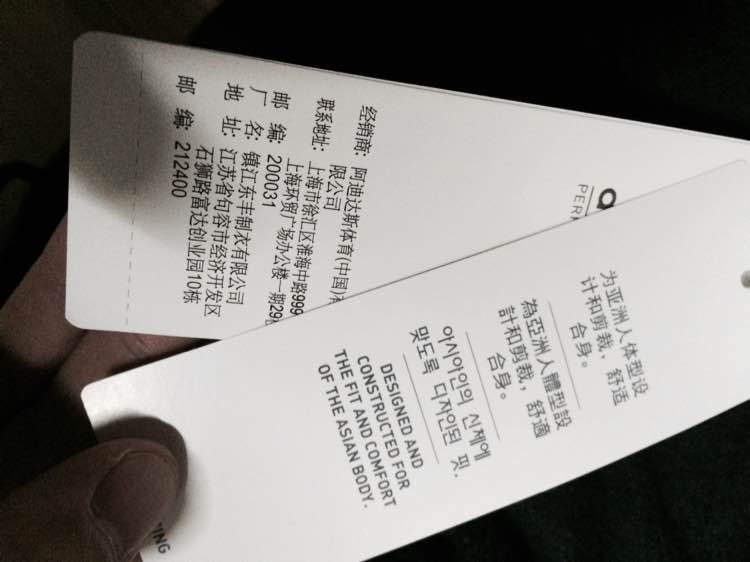 经销商: 阿迪达斯体育(中国)
限公司
联系地址: 上海市徐汇区淮海中路999
上海环贸广场办公楼一期29
邮 编: 200031
厂 名: 镇江东丰制衣有限公司
地 址: 江苏省句容市经济开发区
石狮路富达创业园10栋
邮 编: 212400
为亚洲人体型设
计和剪裁，舒适
合身。
為亞洲人體型設
計和剪裁，舒適
合身。
아시아인의 신체에
맞도록 디자인된 핏.
DESIGNED AND
CONSTRUCTED FOR
THE FIT AND COMFORT
OF THE ASIAN BODY.